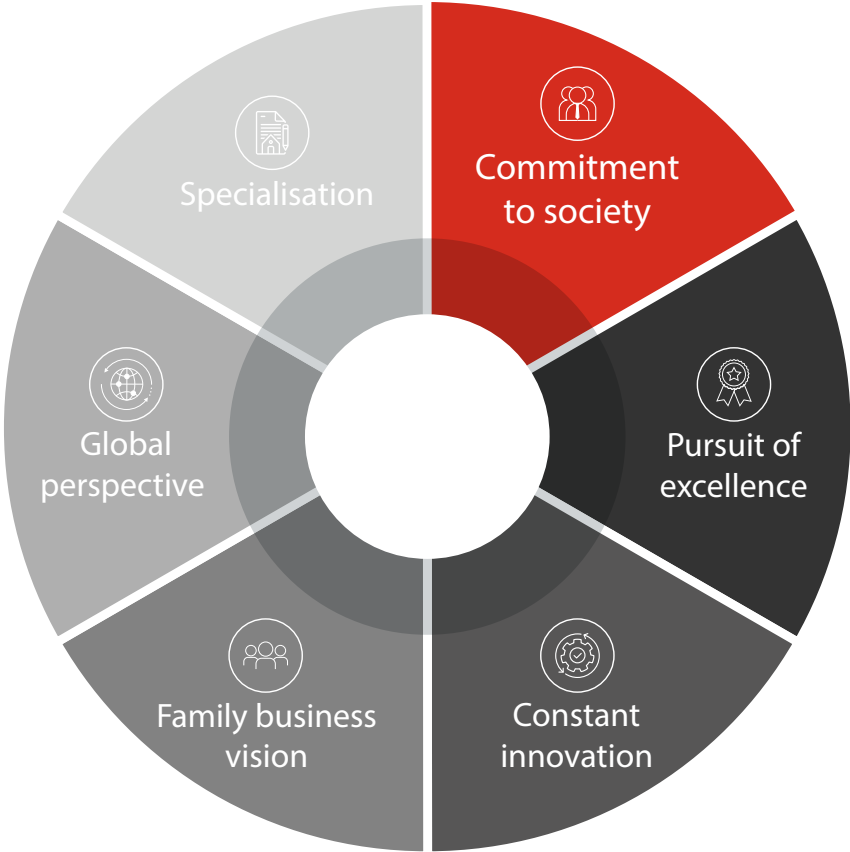 Specialisation
Commitment
to society
Global
perspective
Pursuit of
excellence
Family business
vision
Constant
innovation